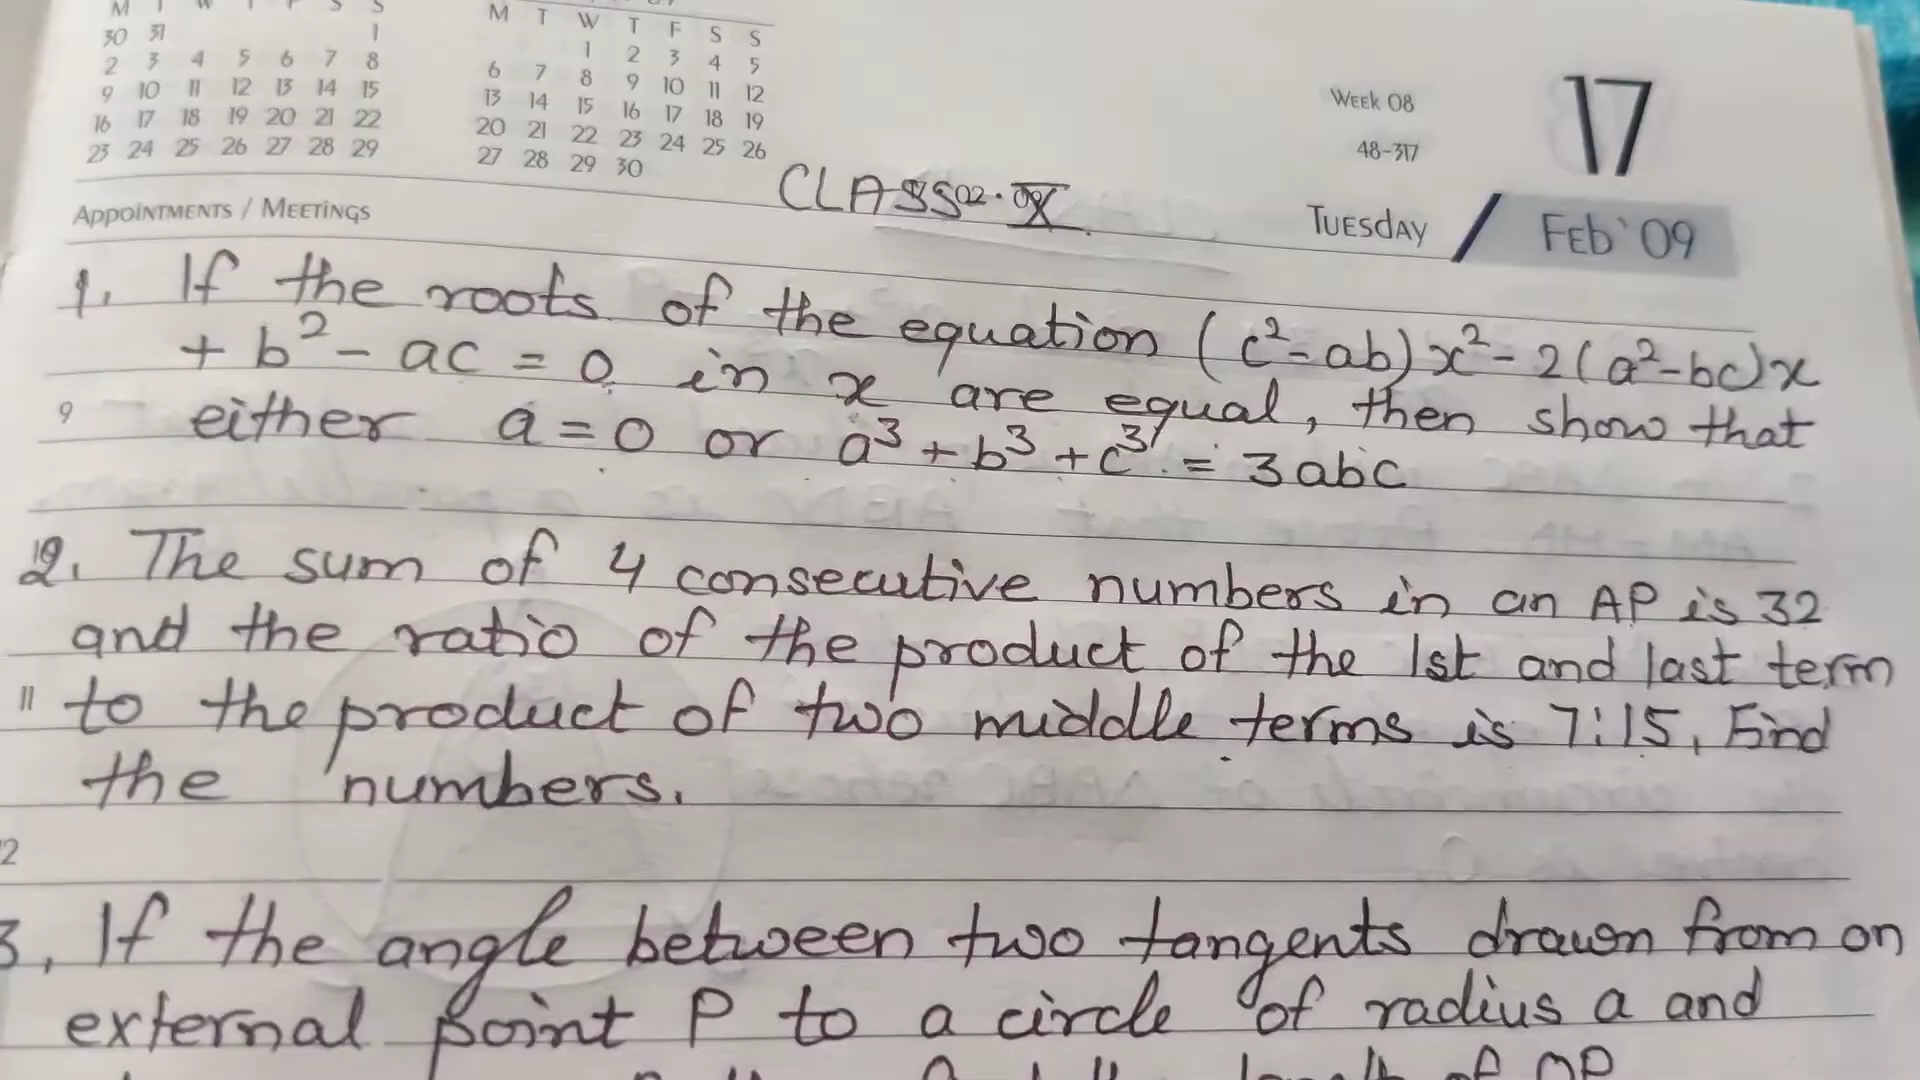 M T W T F S S
30 31 1
2 3 4 5 6 7 8
9 10 11 12 13 14 15
16 17 18 19 20 21 22
23 24 25 26 27 28 29
M T W T F S S
1 2 3 4 5
6 7 8 9 10 11 12
13 14 15 16 17 18 19
20 21 22 23 24 25 26
27 28 29 30
Week 08
48-317
17
Tuesday
Feb'09
CLASS X
Appointments / Meetings
1. If the roots of the equation (c²-ab)x²-2(a²-bc)x
+b²-ac=0 in x are equal, then show that
9
either a=0 or a³+b³+c³=3abc
2. The sum of 4 consecutive numbers in an AP is 32
and the ratio of the product of the 1st and last term
11
to the product of two middle terms is 7:15, Find
the numbers.
3. If the angle between two tangents drawn from on
external point P to a circle of radius a and
length of OP